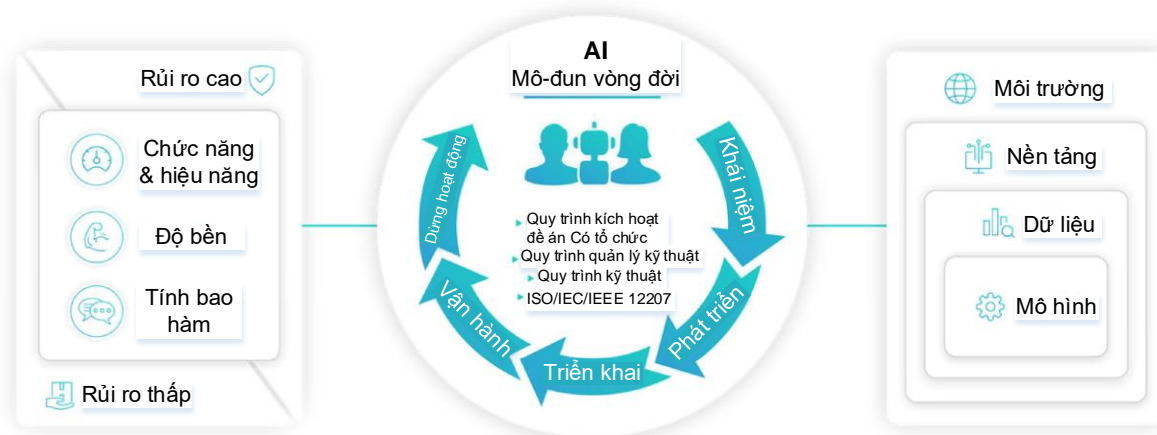 Rủi ro cao
Chức năng
& hiệu năng
Độ bền
Tính bao
hàm
Rủi ro thấp
AI
Mô-đun vòng đời
Khái niệm
Phát triển
Triển khai
Vận hành
Dừng hoạt động
Quy trình kích hoạt
đề án Có tổ chức
Quy trình quản lý kỹ thuật
Quy trình kỹ thuật
ISO/IEC/IEEE 12207
Môi trường
Nền tảng
Dữ liệu
Mô hình